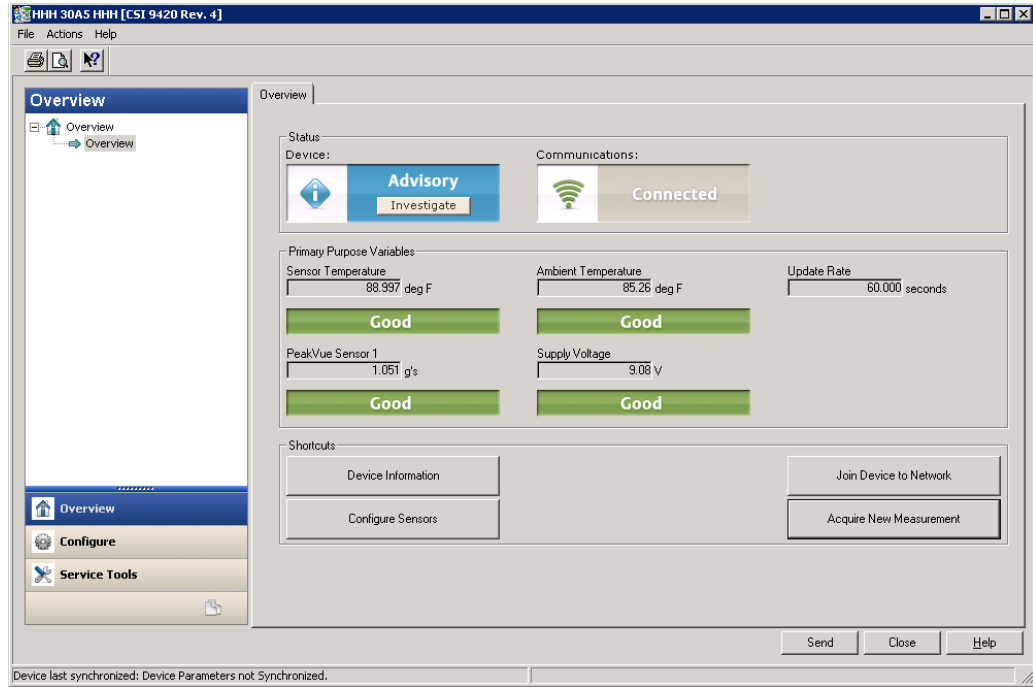 HHH 30A5 HHH [CSI 9420 Rev. 4]
File Actions Help
Overview
Overview
Overview
Overview
Status
Device:
Communications:
Advisory
Investigate
Connected
Primary Purpose Variables
Sensor Temperature
88.997 deg F
Ambient Temperature
85.26 deg F
Update Rate
60.000 seconds
Good
Good
PeakVue Sensor 1
1.051 g's
Supply Voltage
9.08 V
Good
Good
Shortcuts
Device Information
Join Device to Network
Configure Sensors
Acquire New Measurement
Overview
Configure
Service Tools
Send
Close
Help
Device last synchronized: Device Parameters not Synchronized.